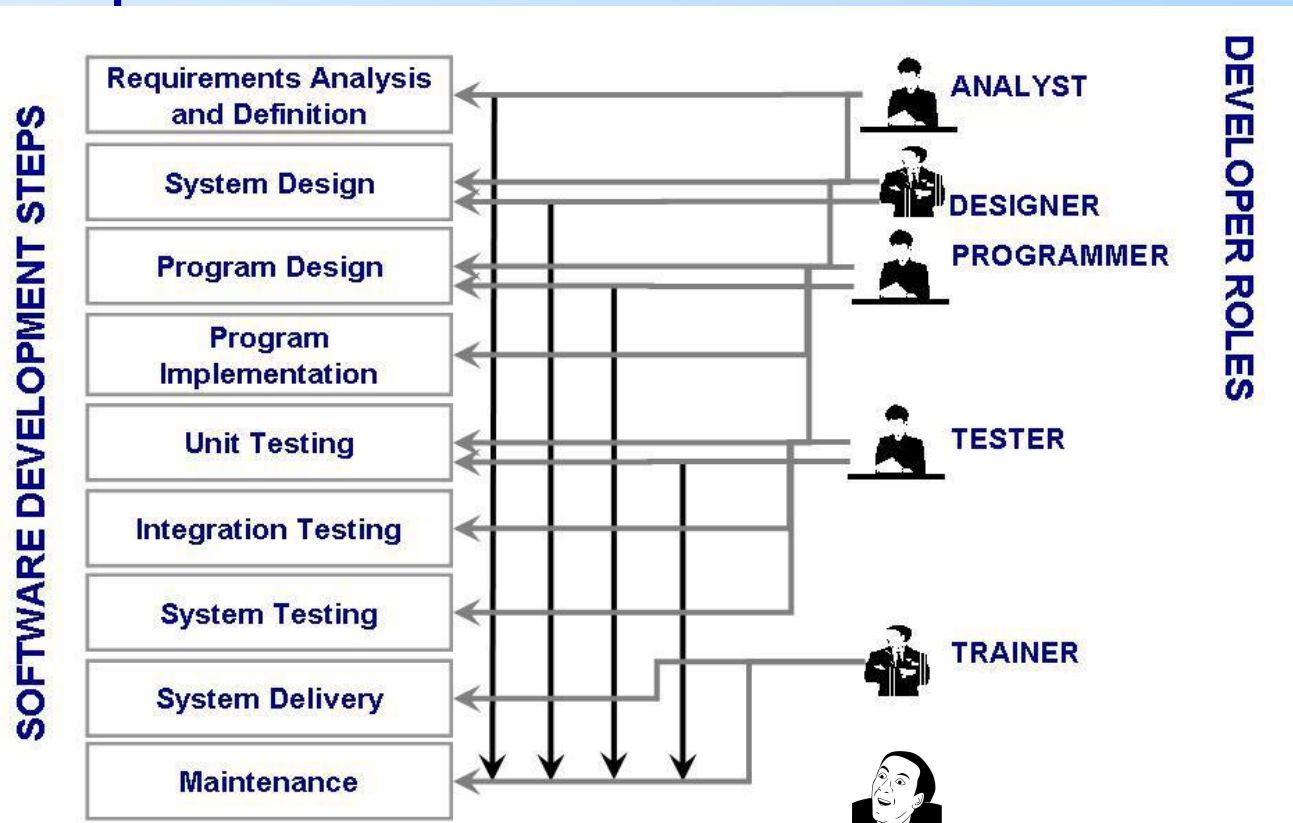 SOFTWARE DEVELOPMENT STEPS
Requirements Analysis
and Definition
System Design
Program Design
Program
Implementation
Unit Testing
Integration Testing
System Testing
System Delivery
Maintenance
ANALYST
DESIGNER
PROGRAMMER
TESTER
TRAINER
DEVELOPER ROLES